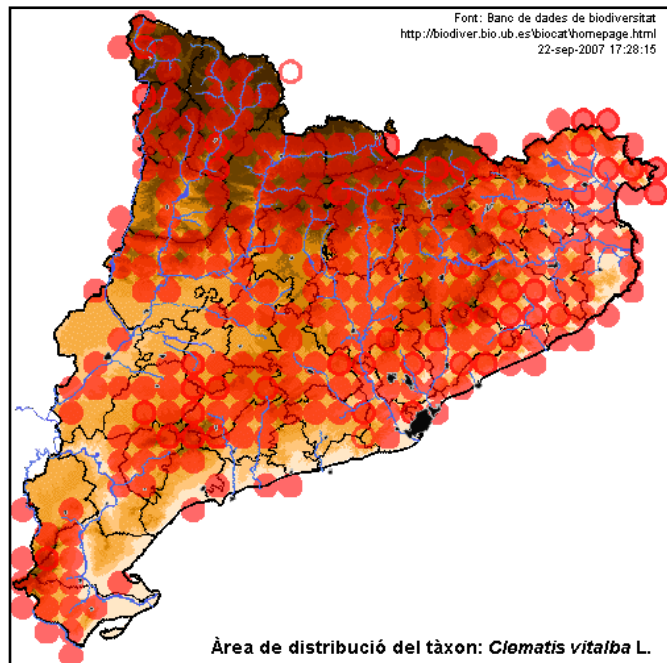 Font: Banc de dades de biodiversitat
http://biodiver.bio.ub.es\biocat\homepage.html
22-sep-2007 17:28:15
Àrea de distribució del tàxon: Clematis vitalba L.